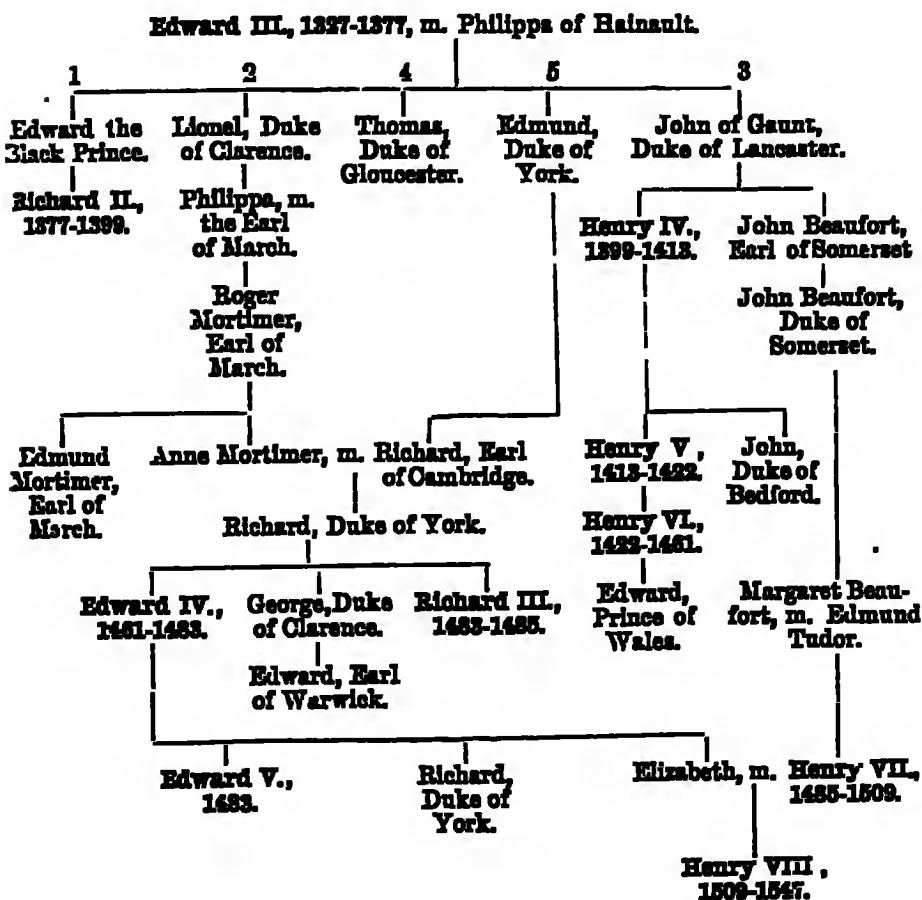 Edward III., 1327-1377, m. Philippa of Hainault.
1 2 4 5 3
Edward the
Black Prince.
Lionel, Duke
of Clarence.
Thomas,
Duke of
Gloucester.
Edmund,
Duke of
York.
John of Gaunt,
Duke of Lancaster.
Richard II.,
1377-1399.
Philippa, m.
the Earl
of March.
Henry IV.,
1399-1413.
John Beaufort,
Earl of Somerset
Roger
Mortimer,
Earl of
March.
John Beaufort,
Duke of
Somerset.
Edmund
Mortimer,
Earl of
March.
Anne Mortimer, m. Richard, Earl
of Cambridge.
Henry V.,
1413-1422.
John,
Duke of
Bedford.
Richard, Duke of York.
Henry VI.,
1422-1461.
Edward IV.,
1461-1483.
George, Duke
of Clarence.
Richard III.,
1483-1485.
Edward,
Prince of
Wales.
Margaret Beau-
fort, m. Edmund
Tudor.
Edward, Earl
of Warwick.
Edward V.,
1483.
Richard,
Duke of
York.
Elizabeth, m. Henry VII.,
1485-1509.
Henry VIII.,
1509-1547.